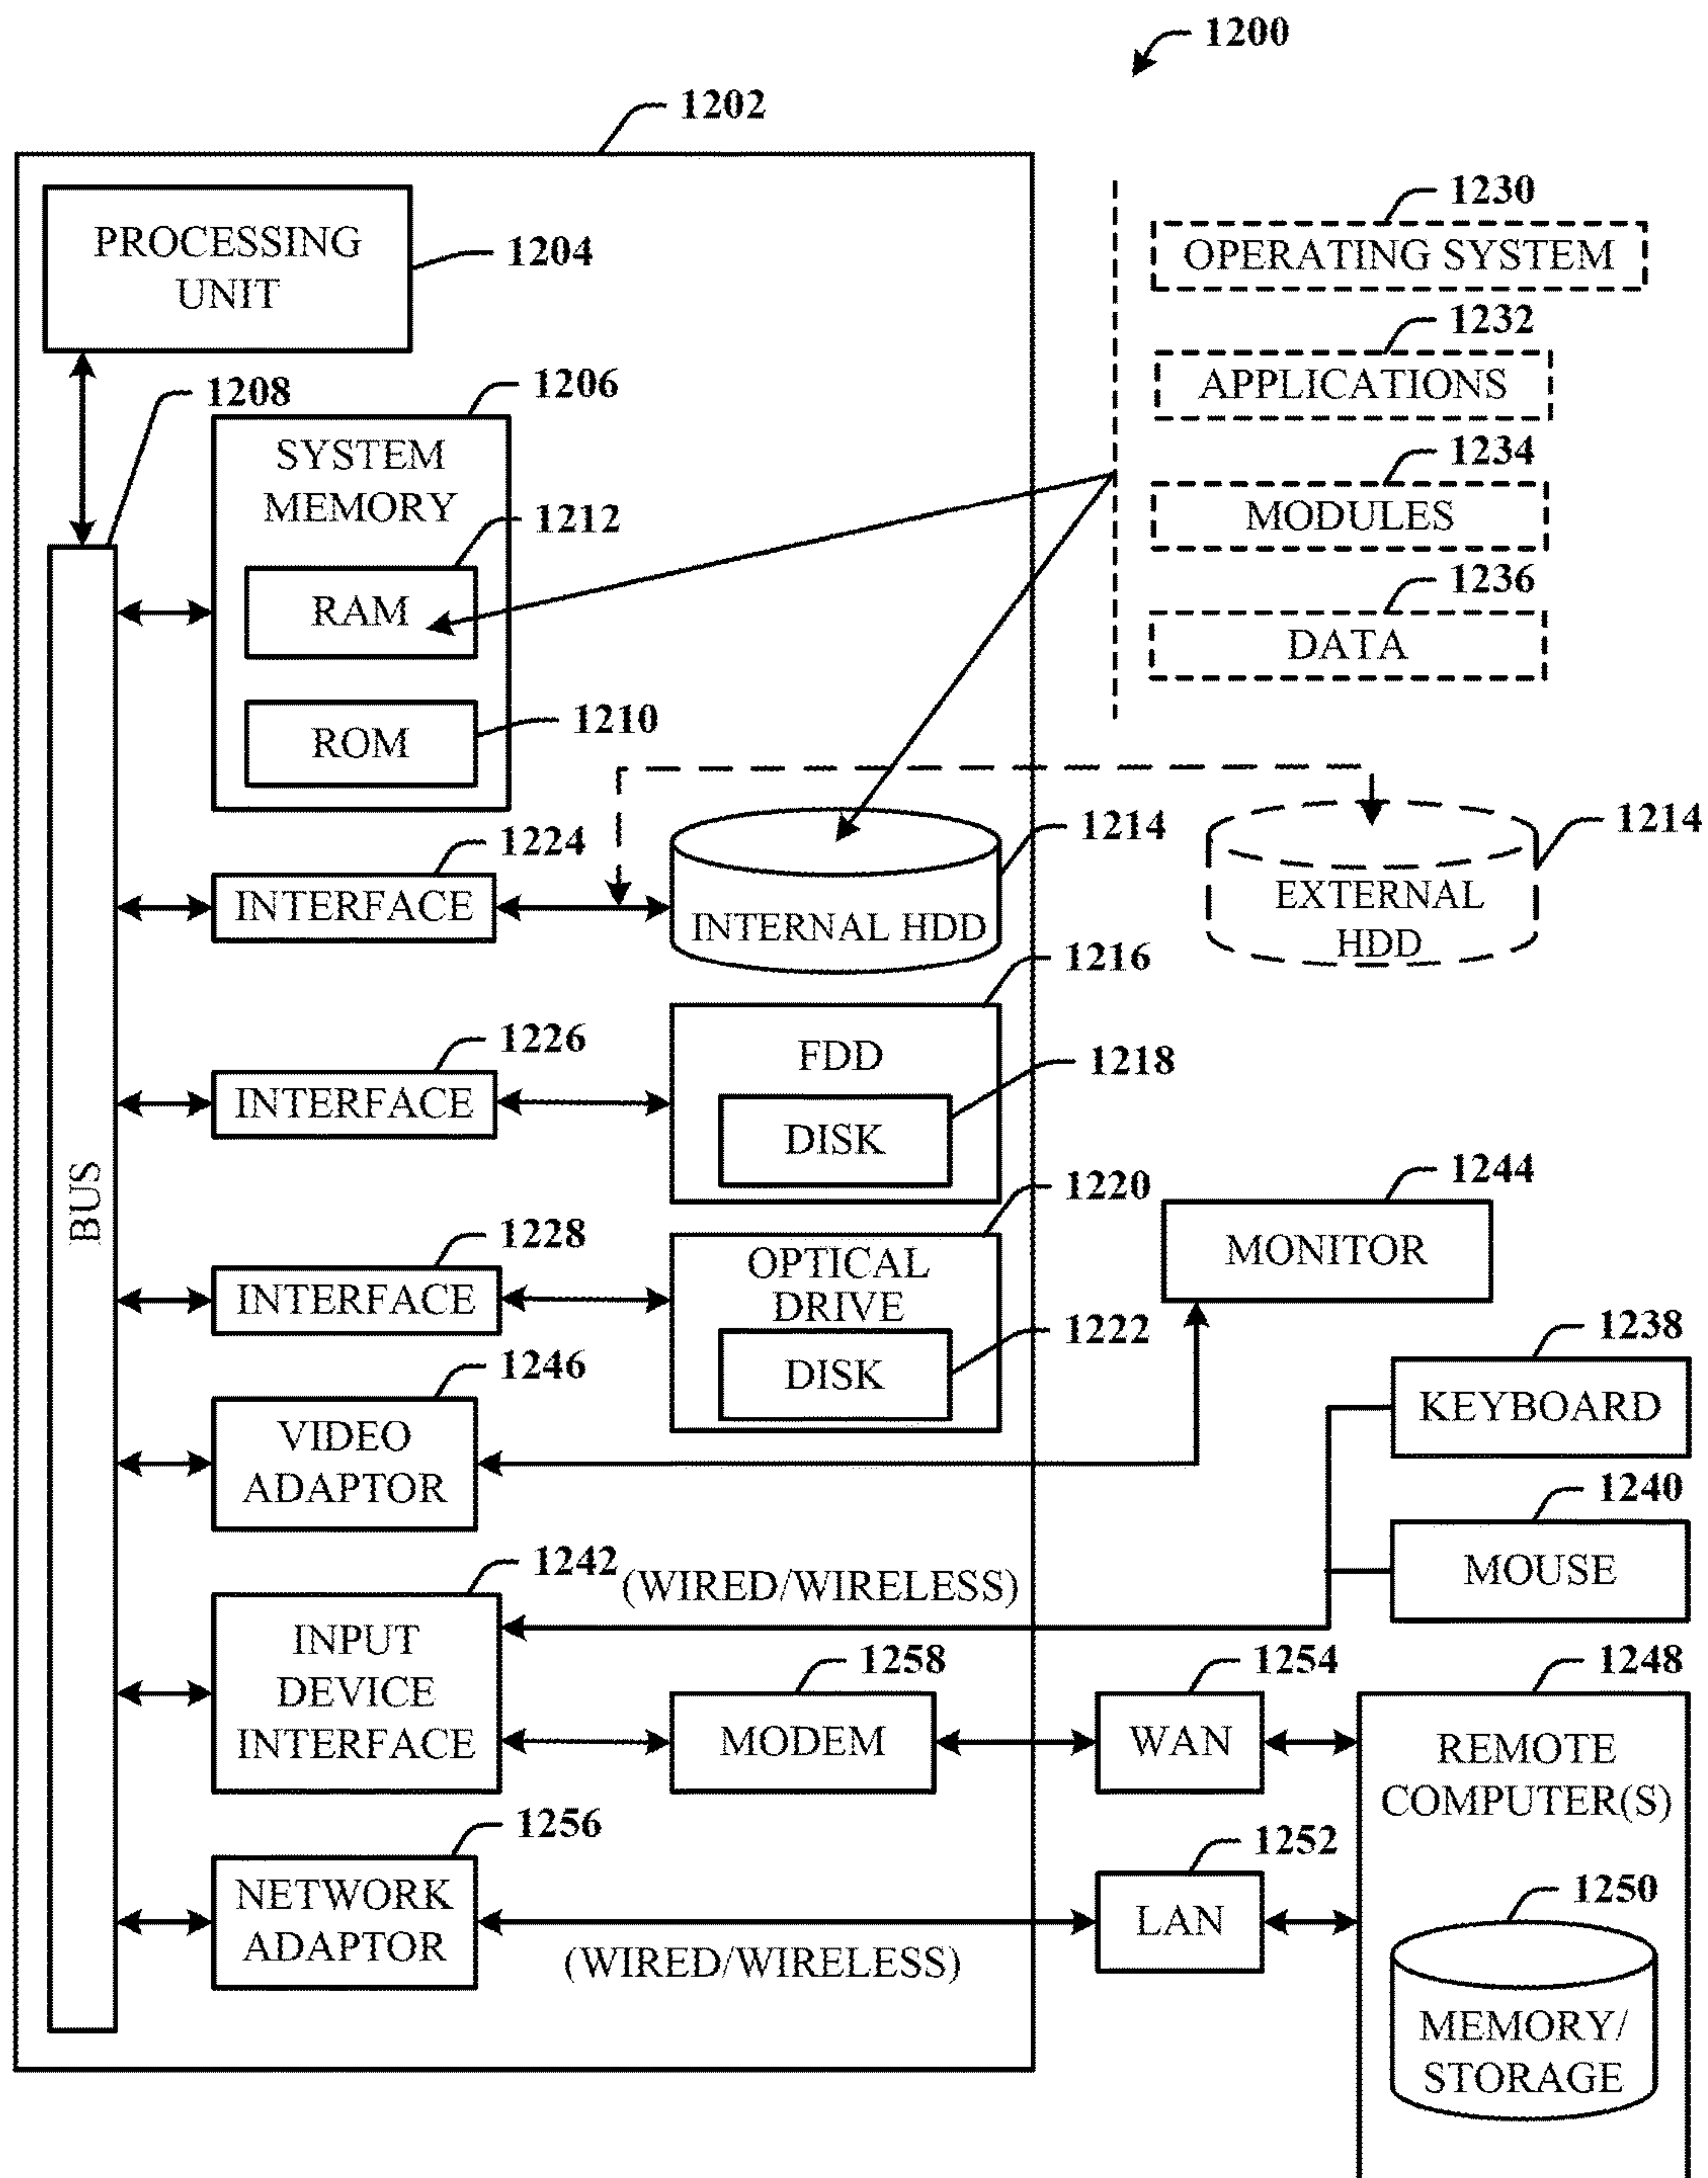 1200
1202
PROCESSING
UNIT
1204
1230
OPERATING SYSTEM
1232
APPLICATIONS
1234
MODULES
1236
DATA
1208
1206
SYSTEM
MEMORY
1212
RAM
1210
ROM
BUS
1224
INTERFACE
1214
INTERNAL HDD
1214
EXTERNAL
HDD
1226
INTERFACE
1216
FDD
1218
DISK
1228
INTERFACE
1220
OPTICAL
DRIVE
1222
DISK
1244
MONITOR
1246
VIDEO
ADAPTOR
1238
KEYBOARD
1240
MOUSE
1242
(WIRED/WIRELESS)
INPUT
DEVICE
INTERFACE
1258
MODEM
1254
WAN
1248
REMOTE
COMPUTER(S)
1256
NETWORK
ADAPTOR
(WIRED/WIRELESS)
1252
LAN
1250
MEMORY/
STORAGE